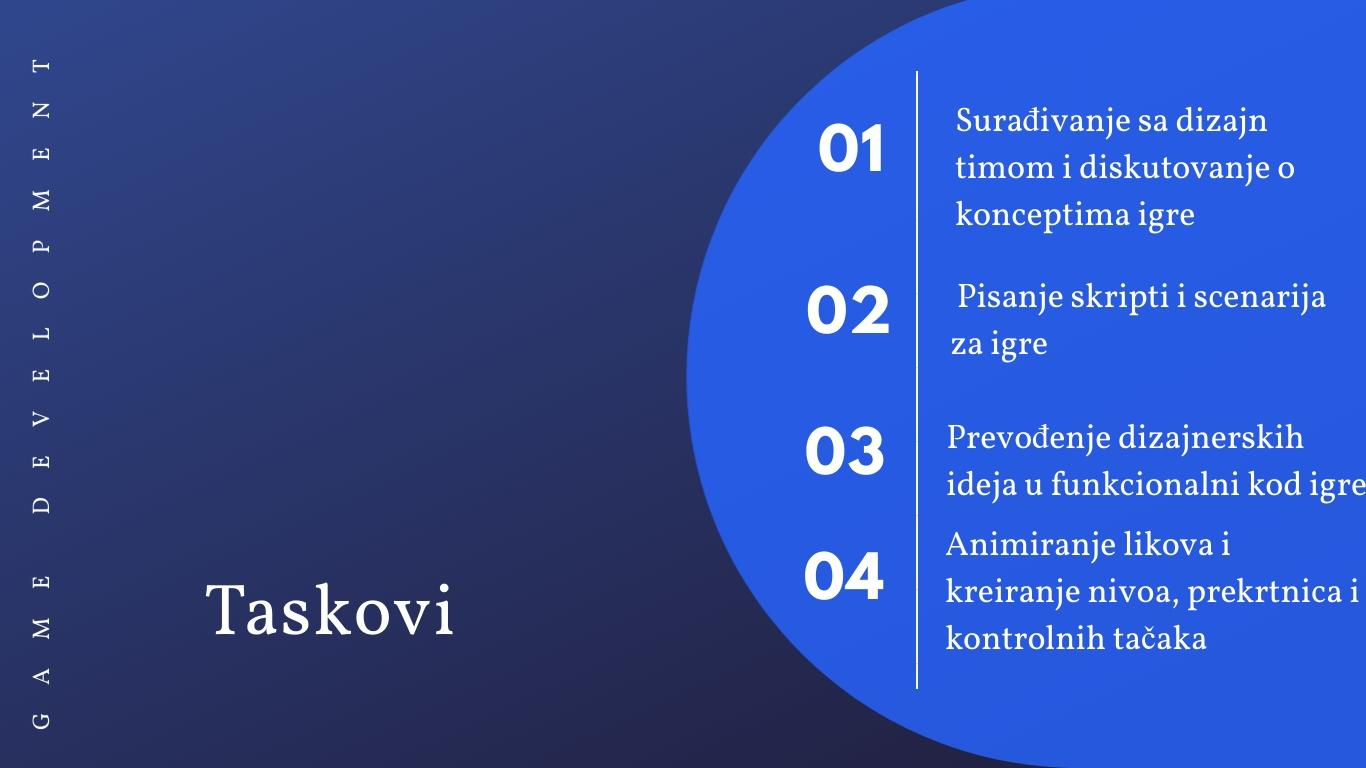 GAME DEVELOPMENT
Taskovi
01
Surađivanje sa dizajn
timom i diskutovanje o
konceptima igre
02
Pisanje skripti i scenarija
za igre
03
Prevođenje dizajnerskih
ideja u funkcionalni kod igre
04
Animiranje likova i
kreiranje nivoa, prekrtnica i
kontrolnih tačaka